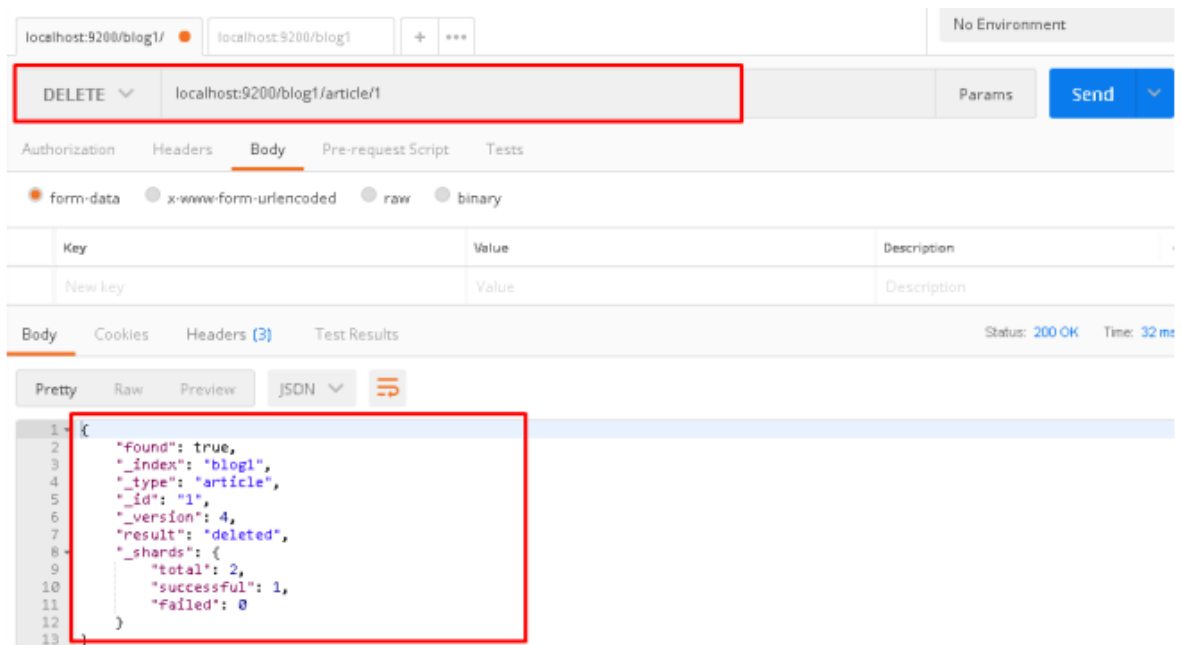 localhost:9200/blog1/ localhost:9200/blog1 + ••• No Environment
DELETE localhost:9200/blog1/article/1 Params Send
Authorization Headers Body Pre-request Script Tests
form-data x-www-form-urlencoded raw binary
Key Value Description
New key Value Description
Body Cookies Headers (3) Test Results Status: 200 OK Time: 32 ms
Pretty Raw Preview JSON
1 {
2 "found": true,
3 "_index": "blog1",
4 "_type": "article",
5 "_id": "1",
6 "_version": 4,
7 "result": "deleted",
8 "_shards": {
9 "total": 2,
10 "successful": 1,
11 "failed": 0
12 }
13 }